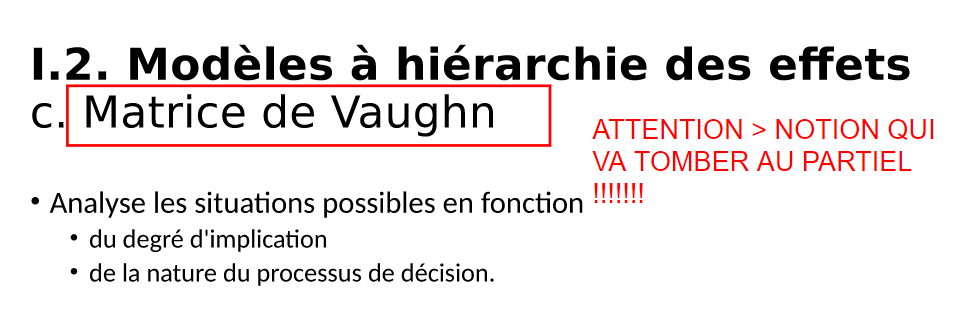 I.2. Modèles à hiérarchie des effets
c. Matrice de Vaughn
ATTENTION > NOTION QUI
VA TOMBER AU PARTIEL
!!!!!!!
• Analyse les situations possibles en fonction
• du degré d'implication
• de la nature du processus de décision.